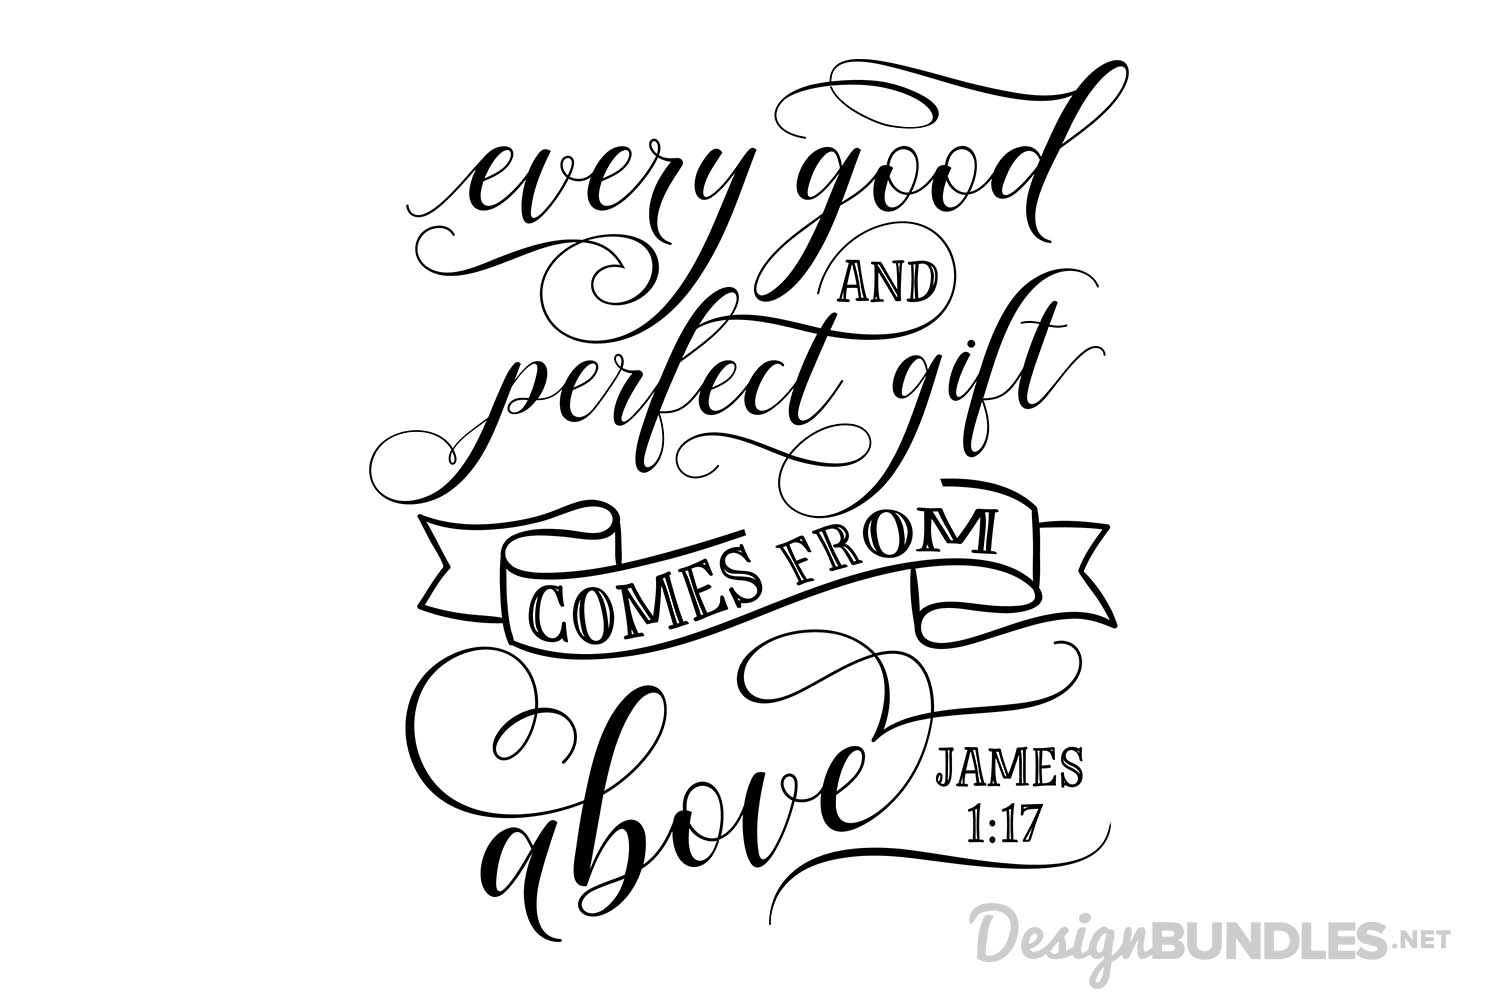 every good
AND
perfect gift
COMES FROM
above
JAMES
1:17
DesignBUNDLES.NET